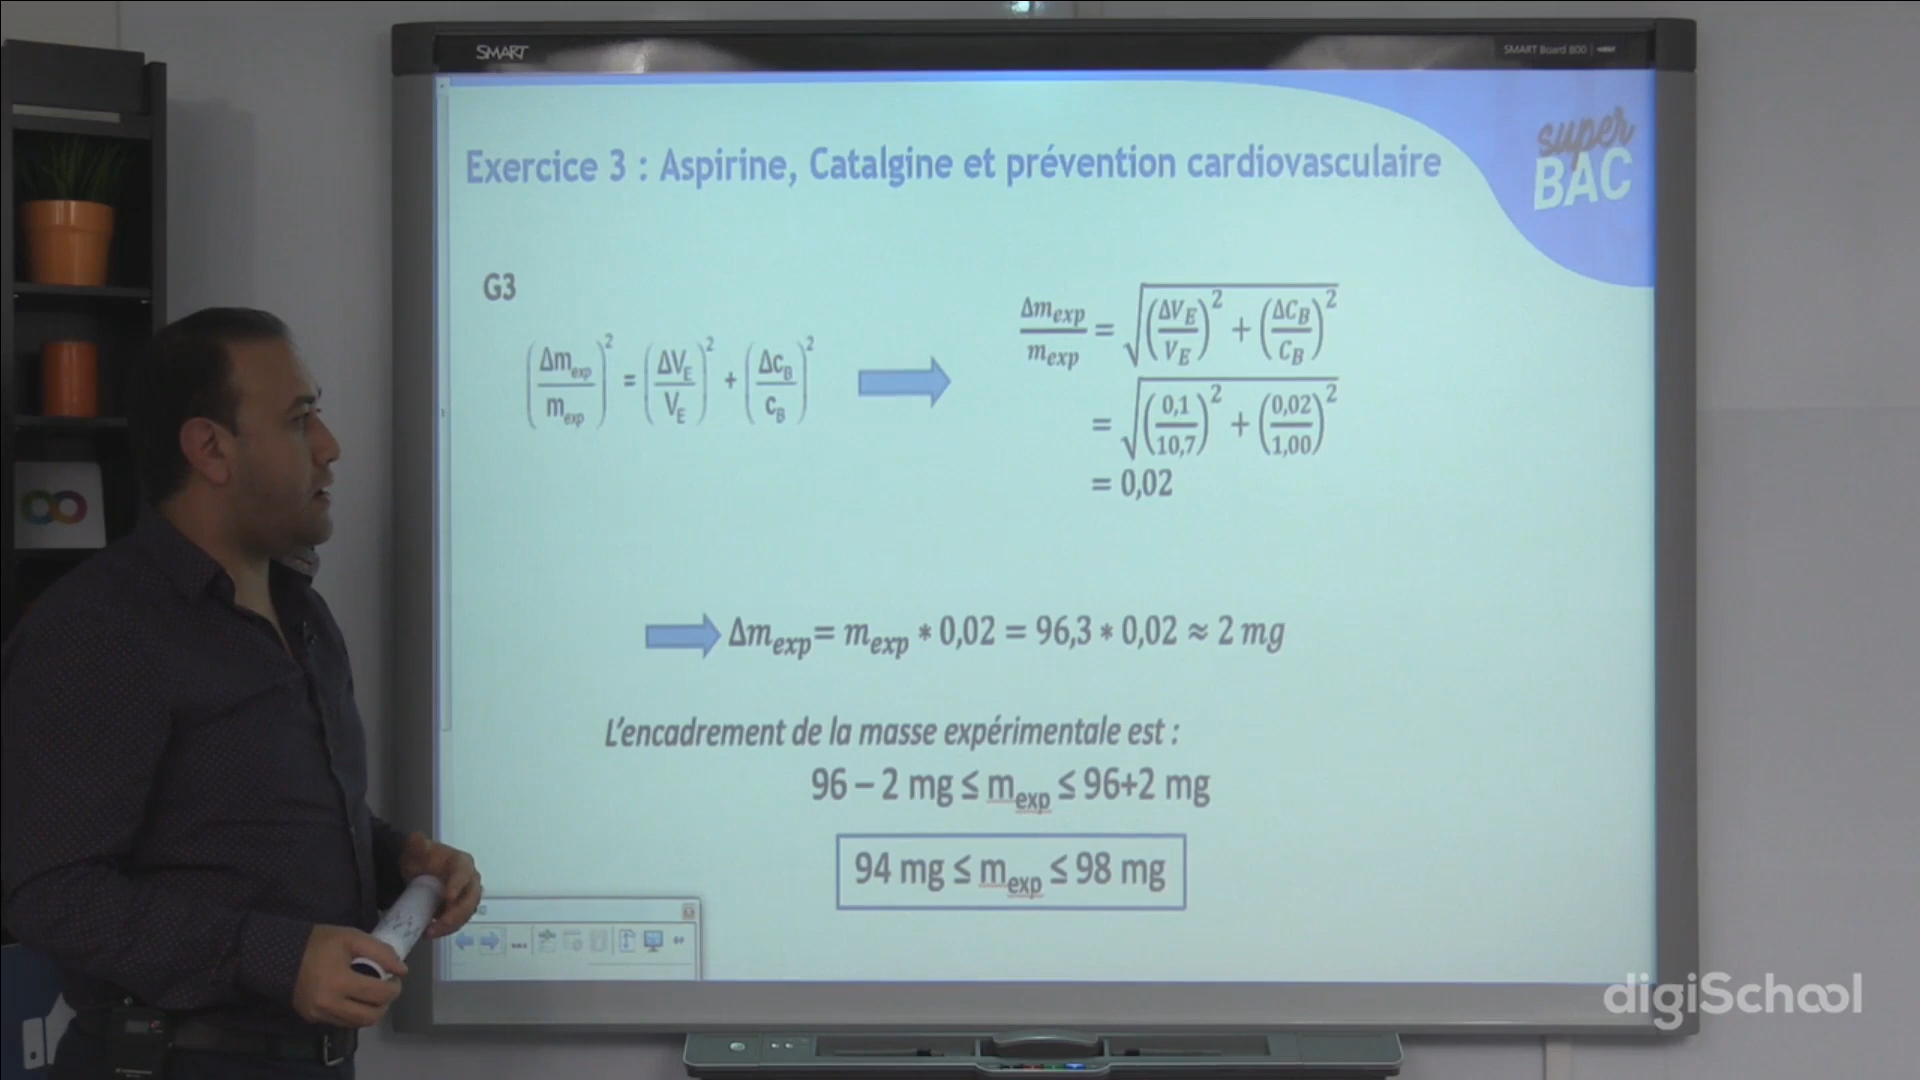 SMART
SMART Board 800
super
BAC
Exercice 3 : Aspirine, Catalgine et prévention cardiovasculaire
G3
(Δm_exp / m_exp)² = (ΔV_E / V_E)² + (Δc_B / c_B)²
Δm_exp / m_exp = √((ΔV_E / V_E)² + (ΔC_B / C_B)²)
= √((0,1 / 10,7)² + (0,02 / 1,00)²)
= 0,02
Δm_exp = m_exp * 0,02 = 96,3 * 0,02 ≈ 2 mg
L'encadrement de la masse expérimentale est :
96 – 2 mg ≤ m_exp ≤ 96+2 mg
94 mg ≤ m_exp ≤ 98 mg
digiSchool